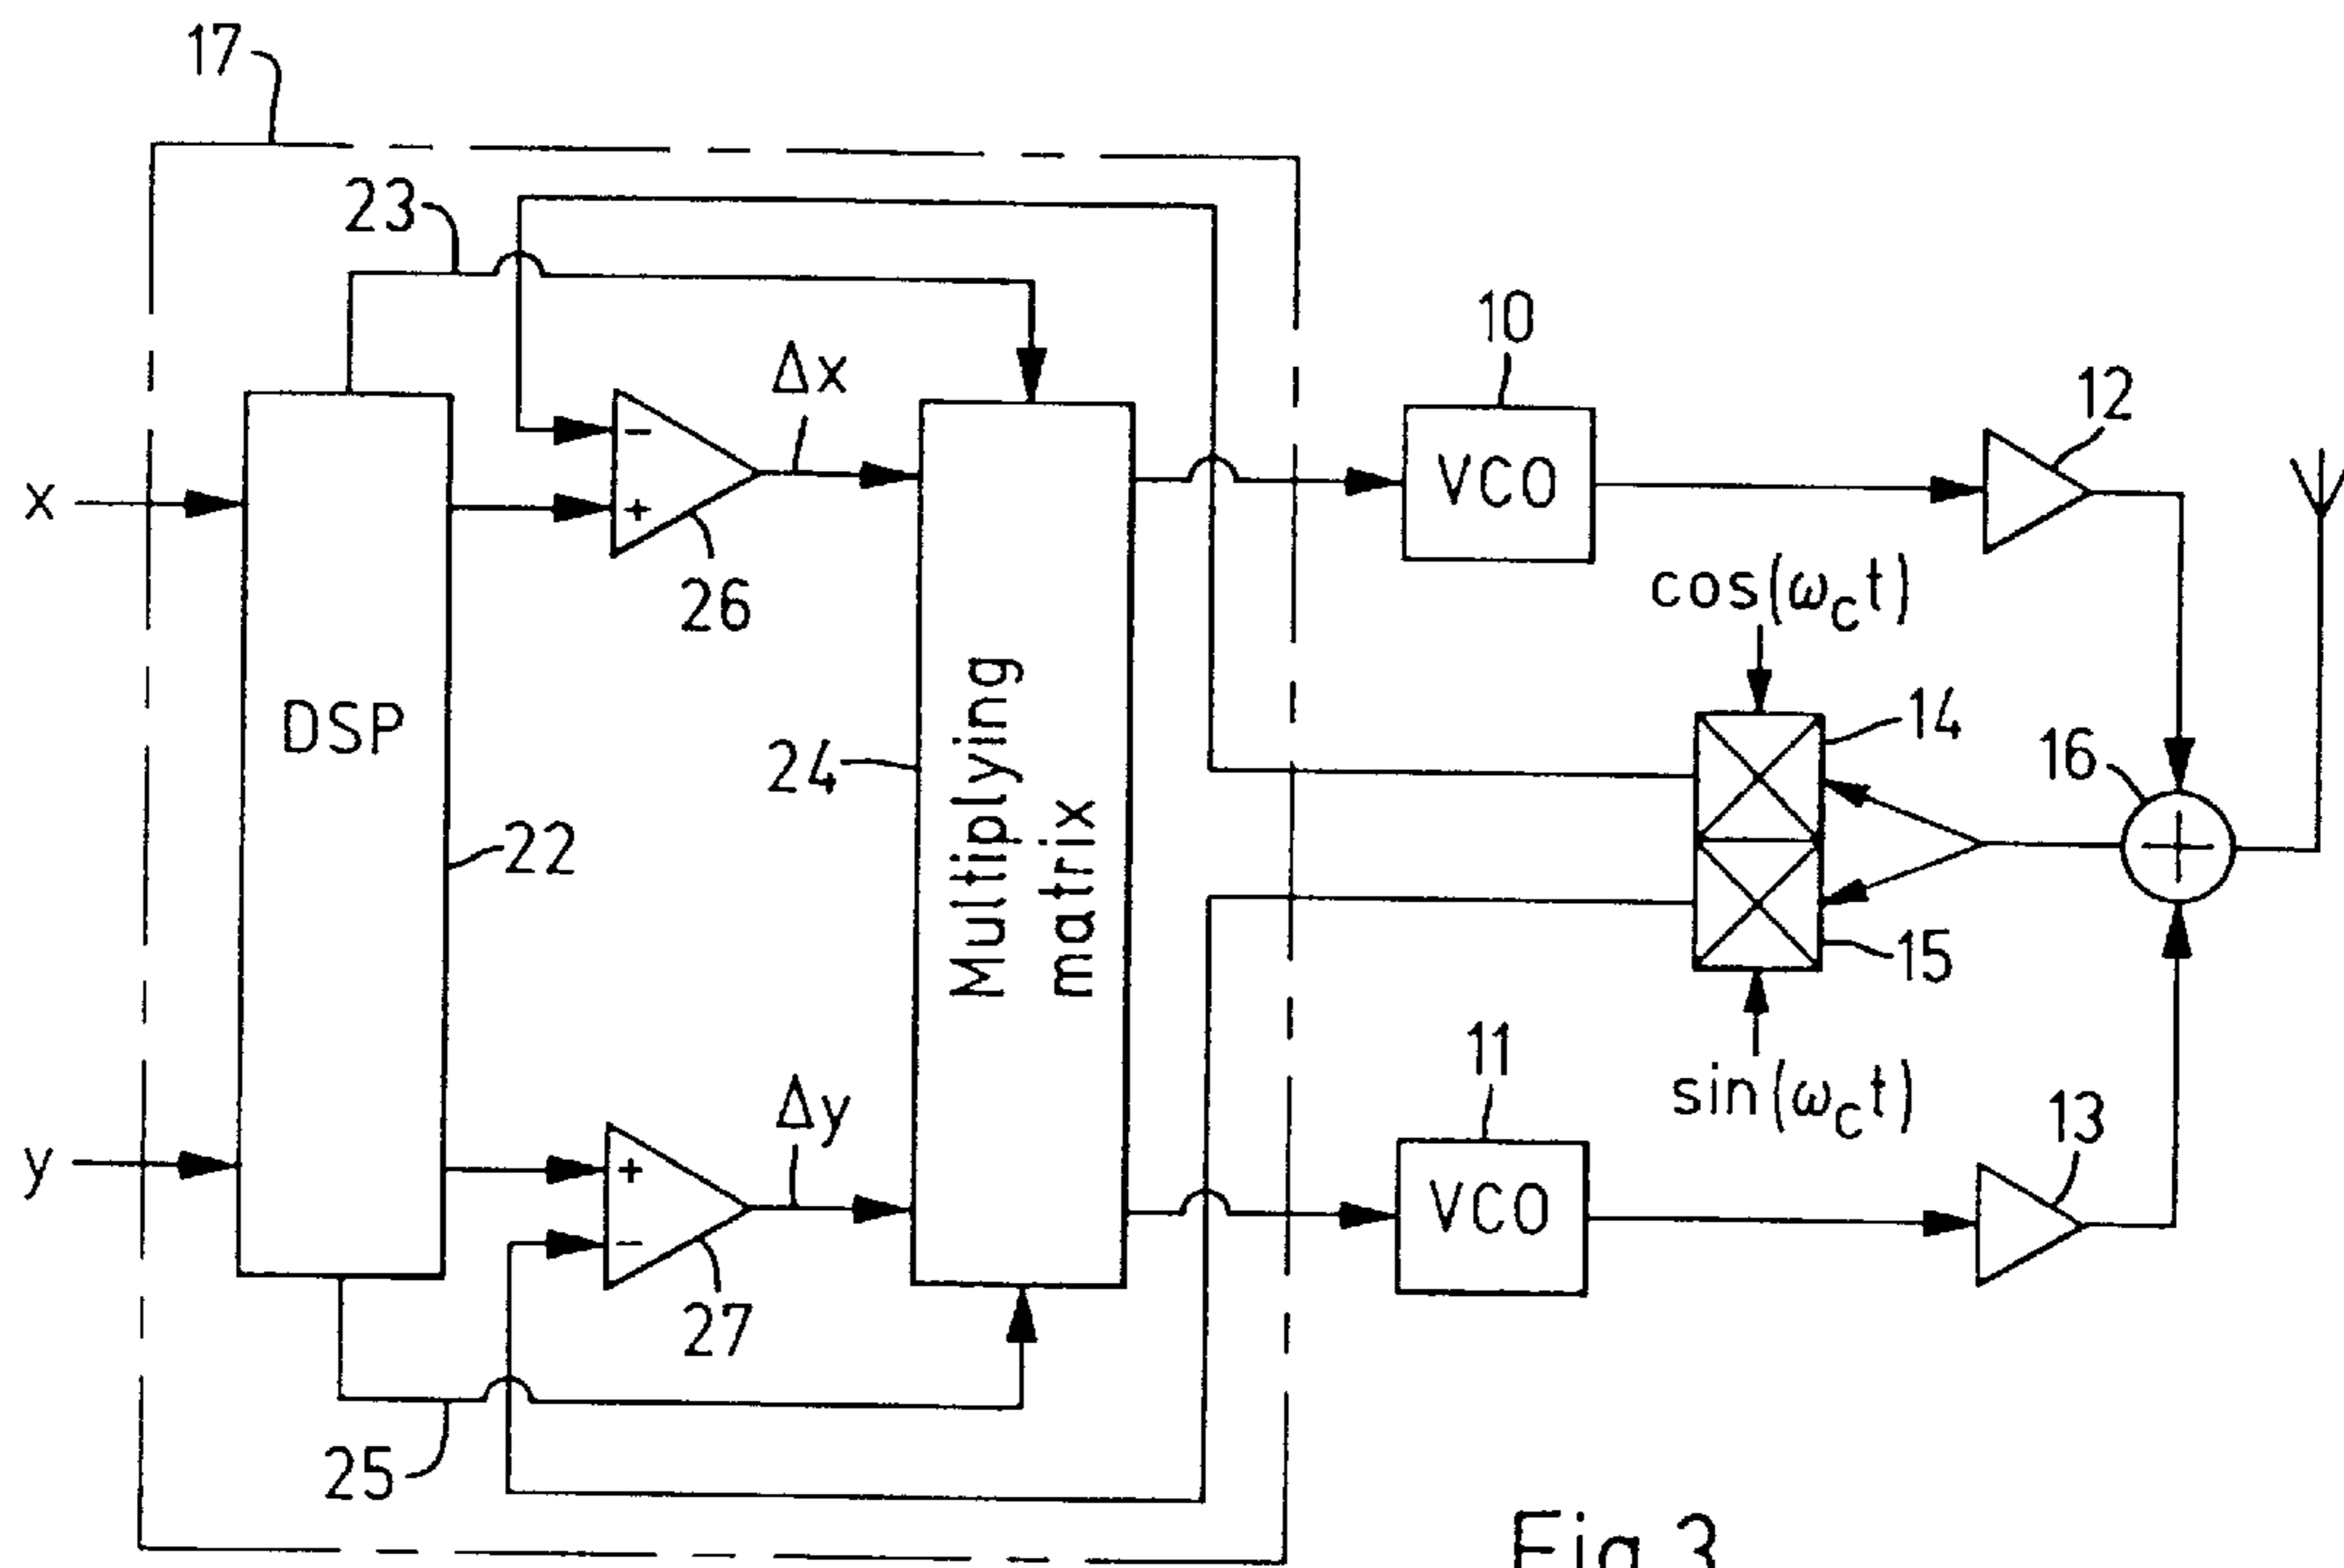 17
23
10
Δx
12
VCO
x
cos(ωct)
26
14
DSP
24
Multiplying
matrix
16
22
15
11
Δy
sin(ωct)
13
y
VCO
27
25
Fig.3